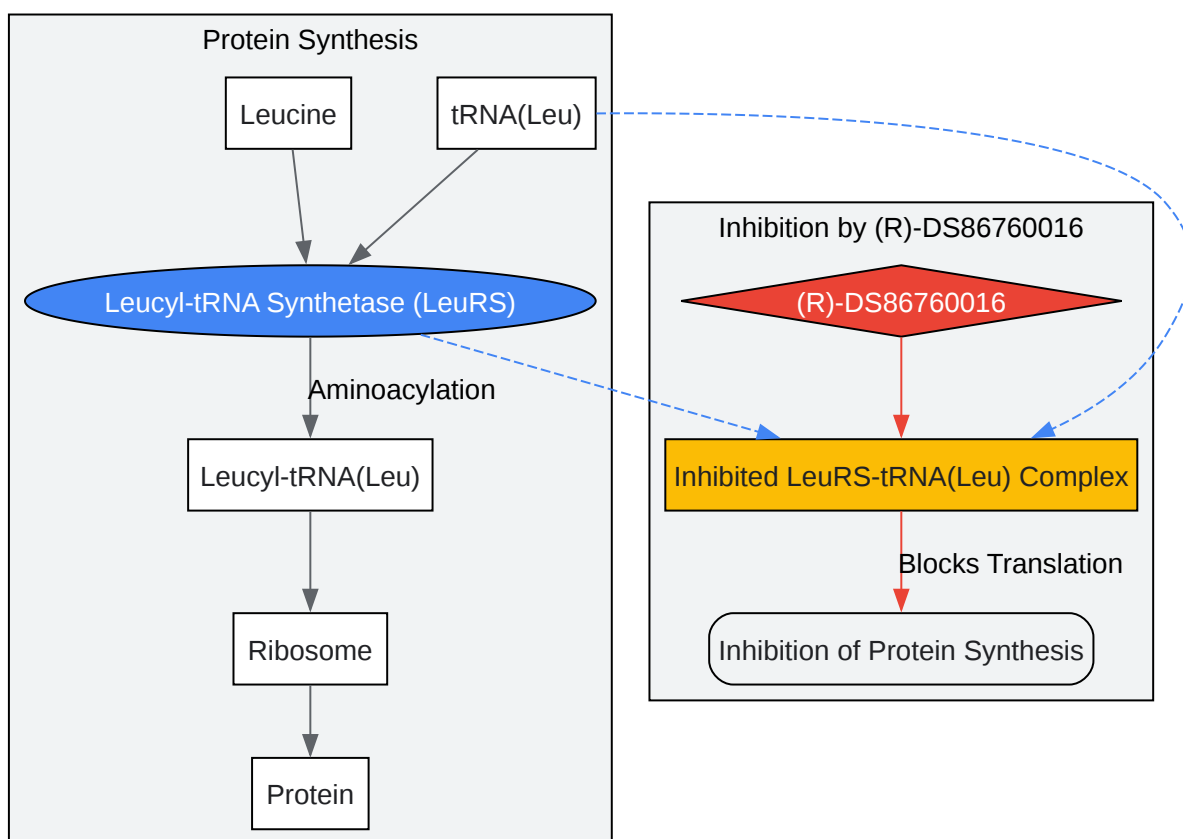 Protein Synthesis
Leucine
tRNA(Leu)
Leucyl-tRNA Synthetase (LeuRS)
Aminoacylation
Leucyl-tRNA(Leu)
Ribosome
Protein
Inhibition by (R)-DS86760016
(R)-DS86760016
Inhibited LeuRS-tRNA(Leu) Complex
Blocks Translation
Inhibition of Protein Synthesis